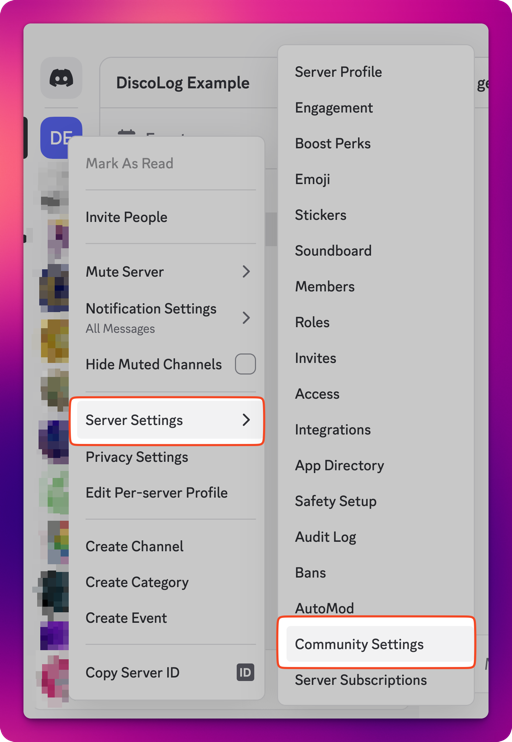 DiscoLog Example
DE
Mark As Read
Invite People
Mute Server
Notification Settings
All Messages
Hide Muted Channels
Server Settings
Privacy Settings
Edit Per-server Profile
Create Channel
Create Category
Create Event
Copy Server ID
ID
Server Profile
Engagement
Boost Perks
Emoji
Stickers
Soundboard
Members
Roles
Invites
Access
Integrations
App Directory
Safety Setup
Audit Log
Bans
AutoMod
Community Settings
Server Subscriptions